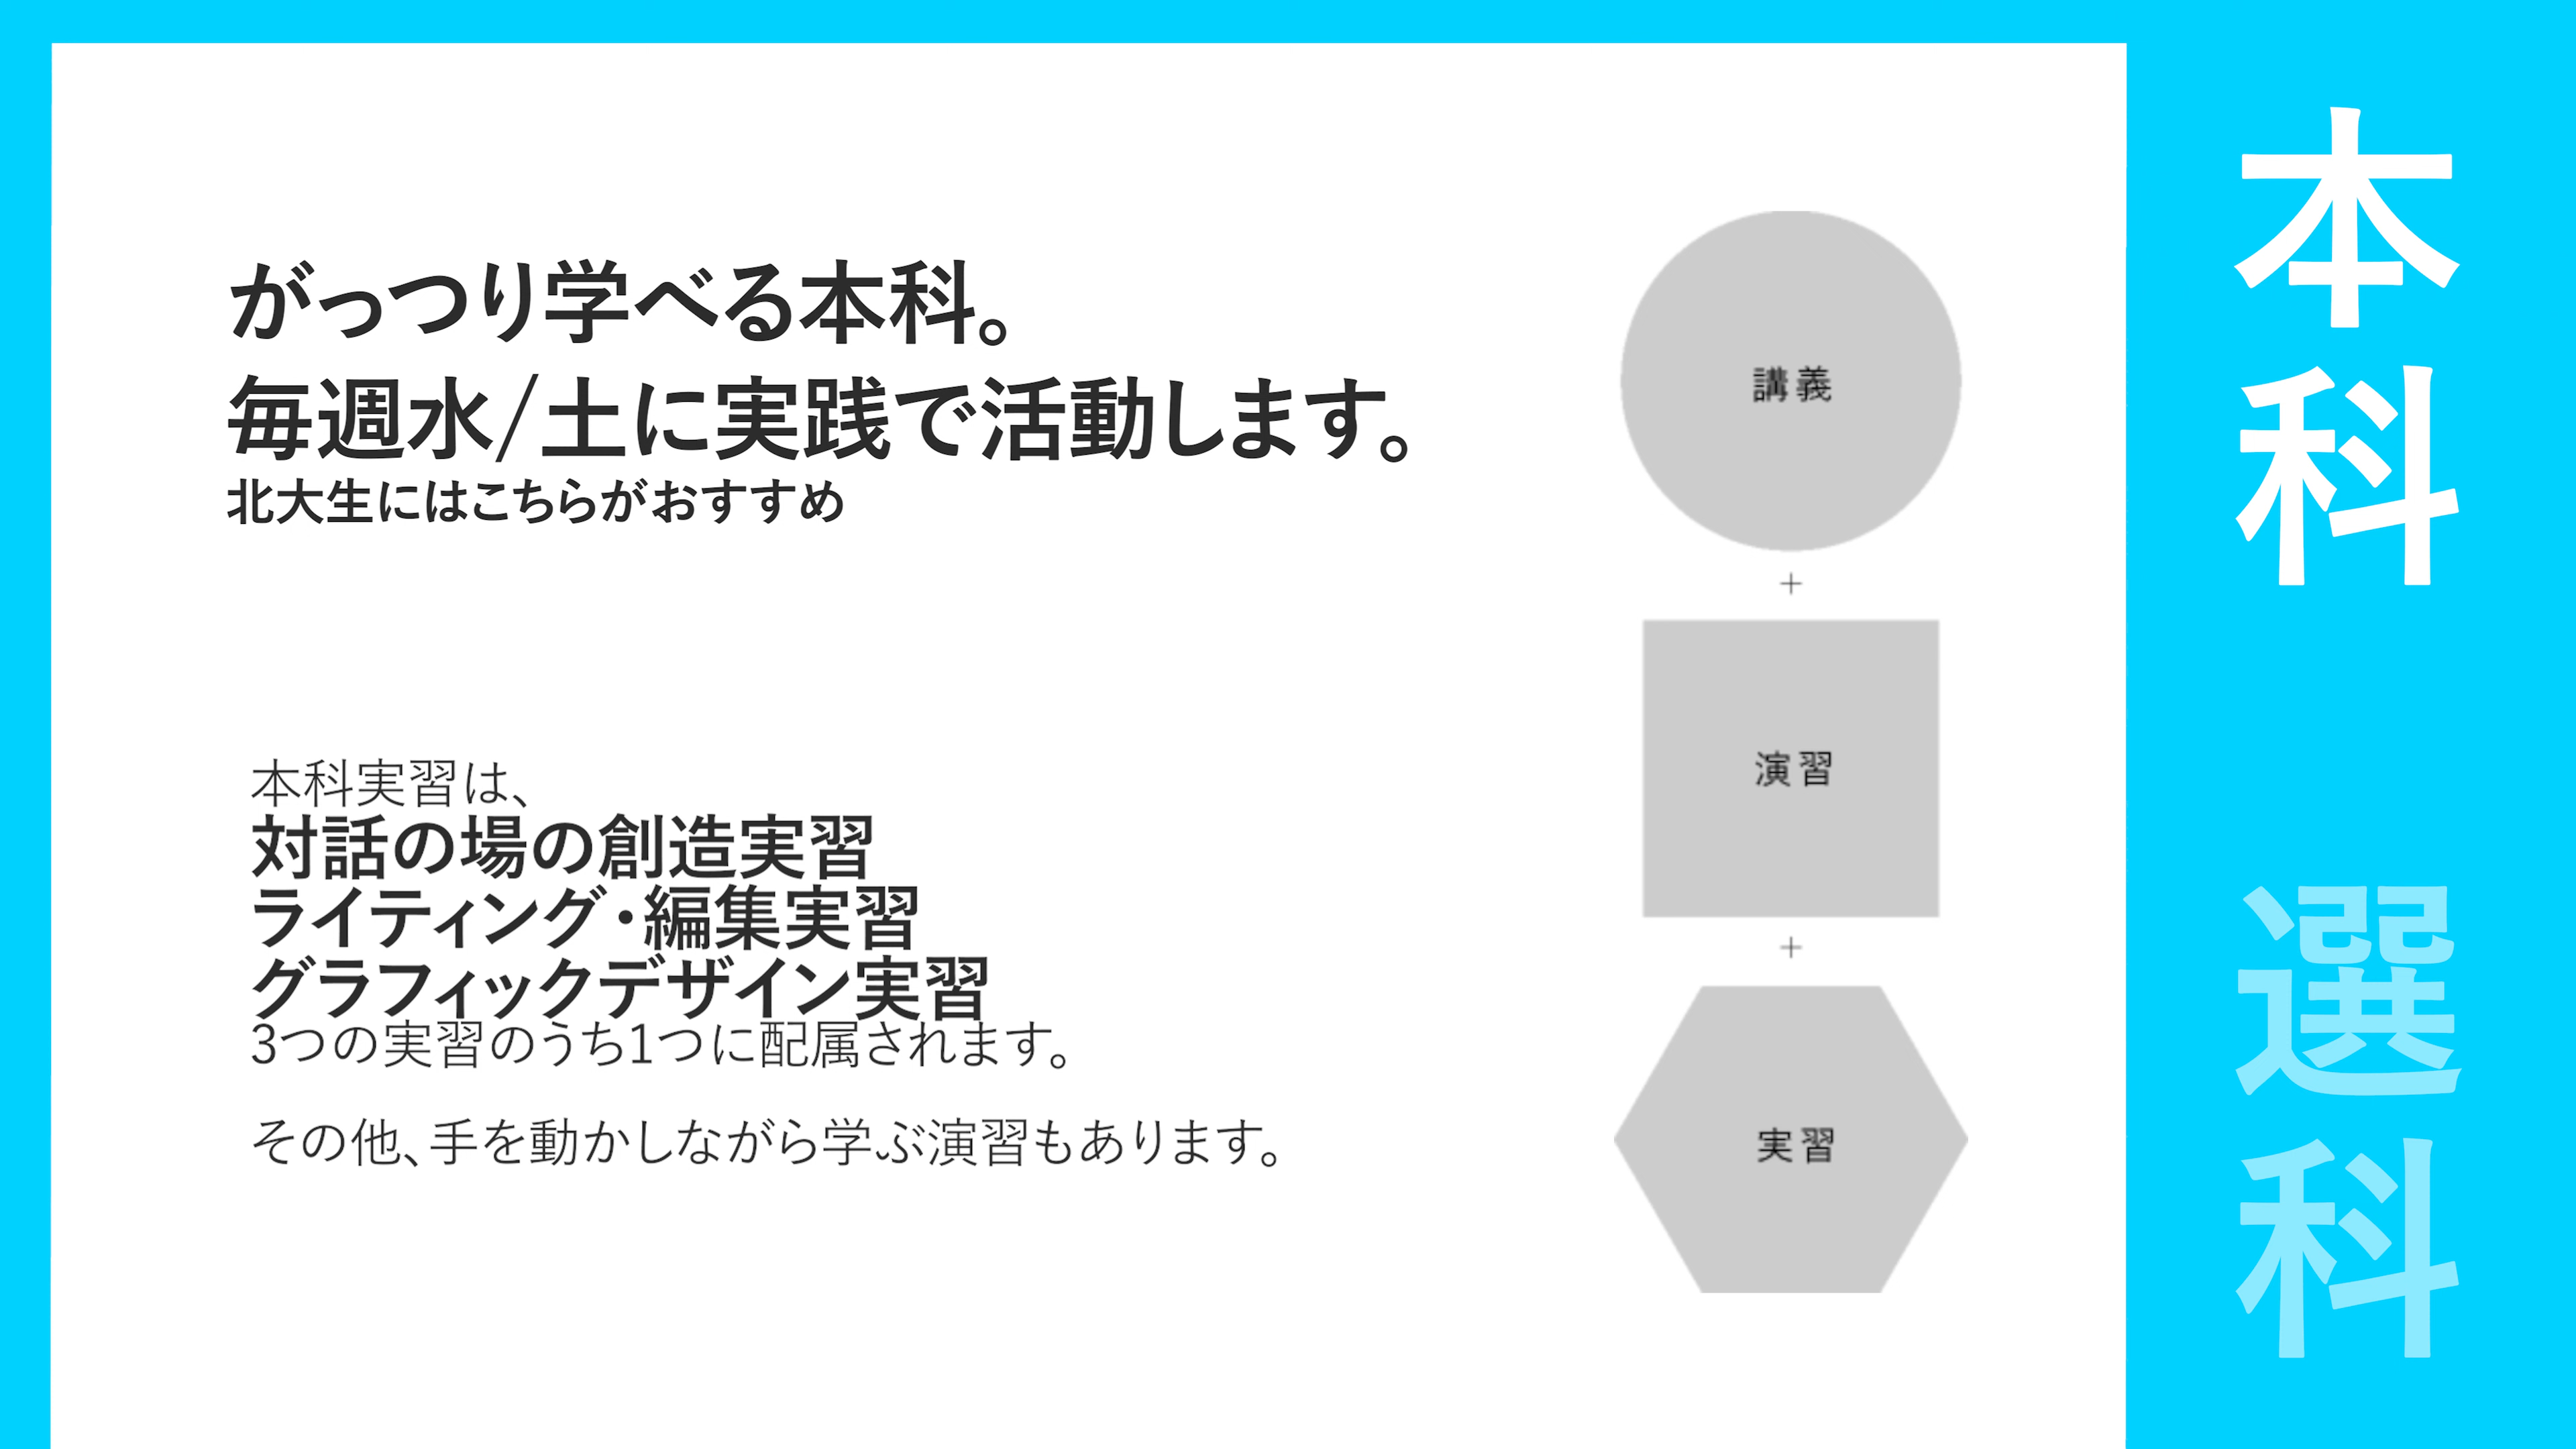 がっつり学べる本科。
毎週水/土に実践で活動します。
北大生にはこちらがおすすめ
本科実習は、
対話の場の創造実習
ライティング・編集実習
グラフィックデザイン実習
3つの実習のうち1つに配属されます。
その他、手を動かしながら学ぶ演習もあります。
講義
+
演習
+
実習
本科
選科